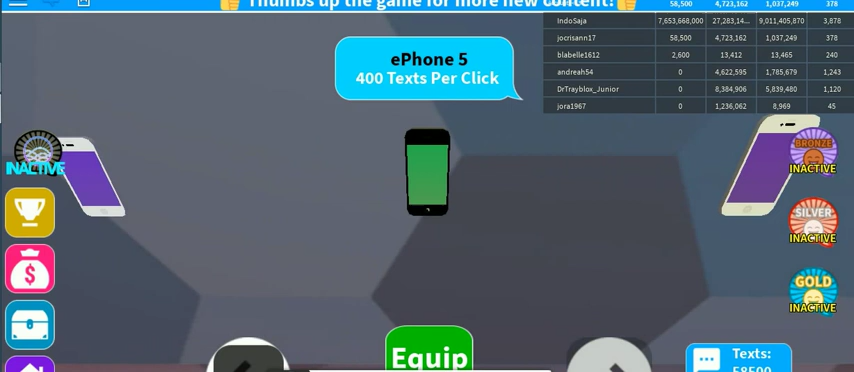 Thumbs up the game for more new content!
58,500 4,723,162 1,037,249 378
IndoSaja 7,653,668,000 27,283,14... 9,011,405,870 3,878
jocrisann17 58,500 4,723,162 1,037,249 378
blabelle1612 2,600 13,412 13,465 240
andreah54 0 4,622,595 1,785,679 1,243
DrTrayblox_Junior 0 8,384,906 5,839,480 1,120
jora1967 0 1,236,062 8,969 45
ePhone 5
400 Texts Per Click
INACTIVE
BRONZE
INACTIVE
SILVER
INACTIVE
GOLD
INACTIVE
$
Equip
Texts:
58500